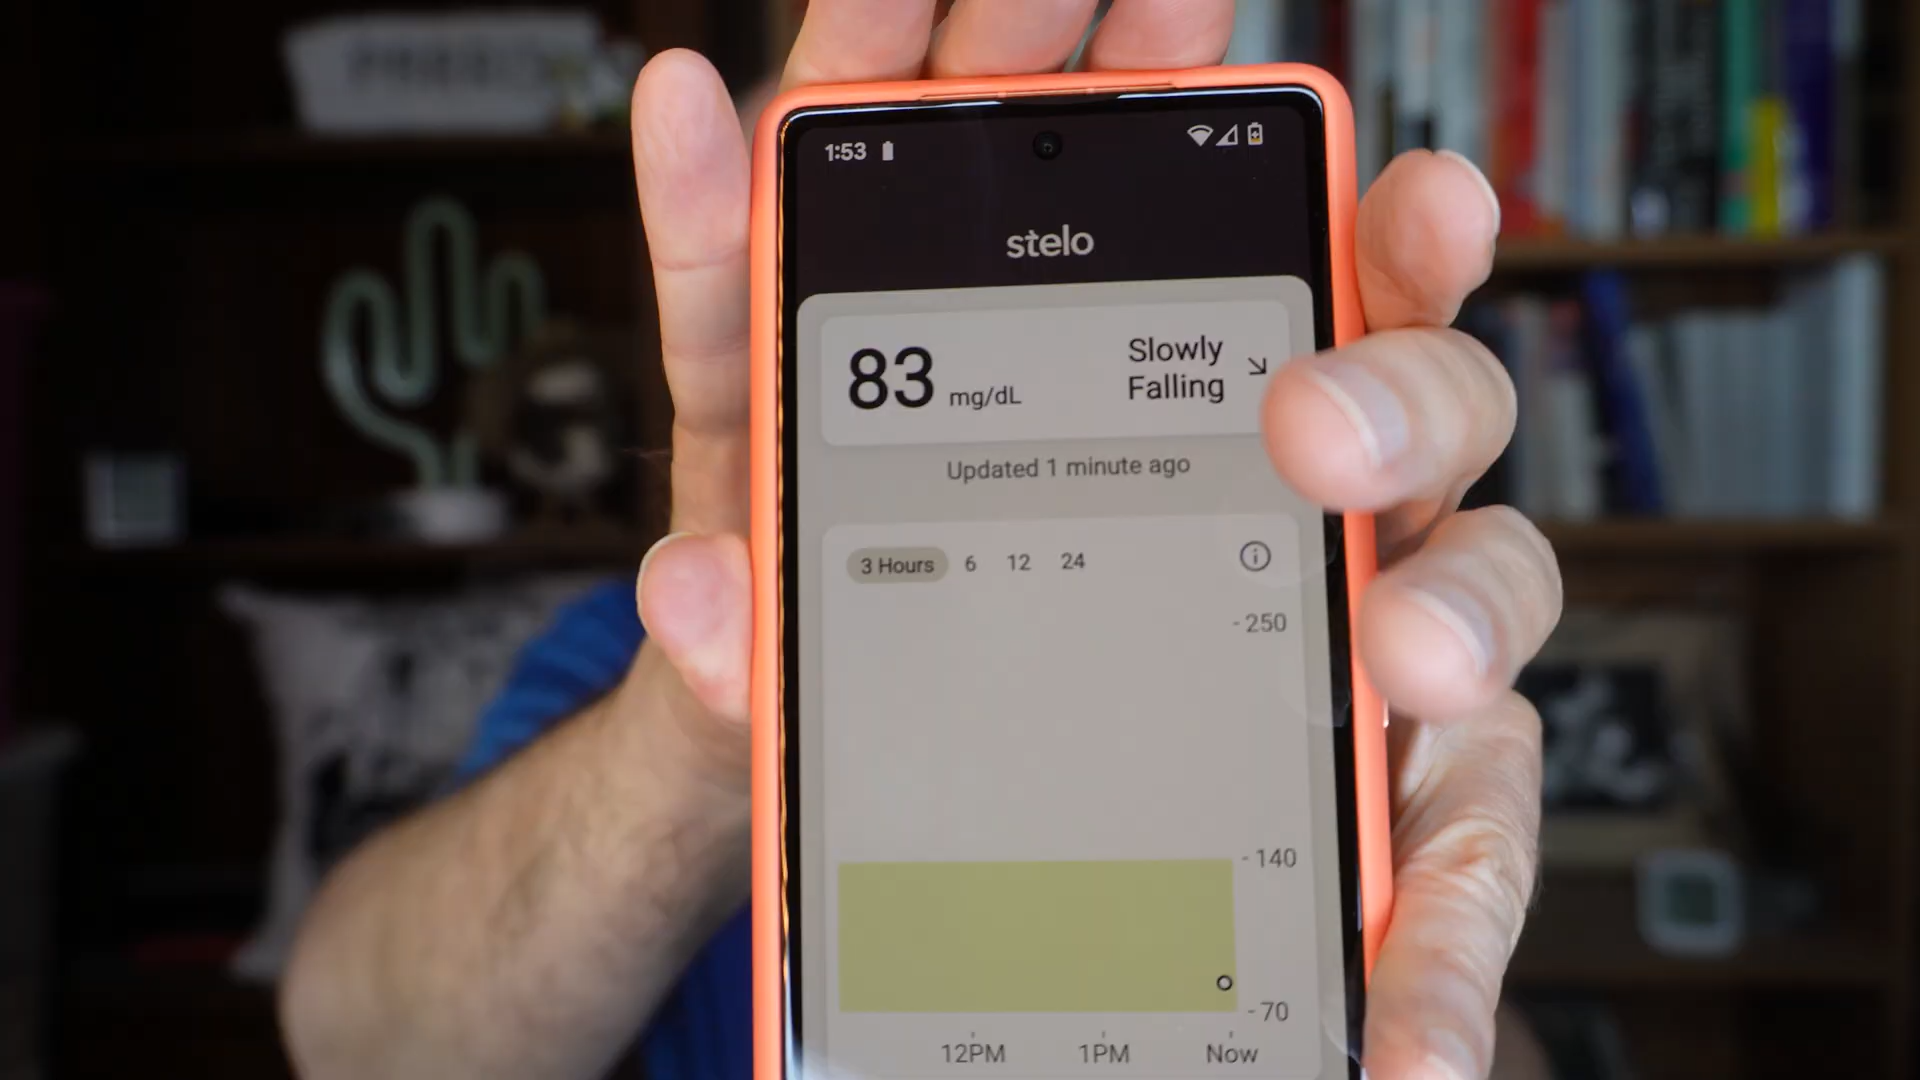 1:53
stelo
83 mg/dL
Slowly
Falling
Updated 1 minute ago
3 Hours 6 12 24
- 250
- 140
- 70
12PM 1PM Now